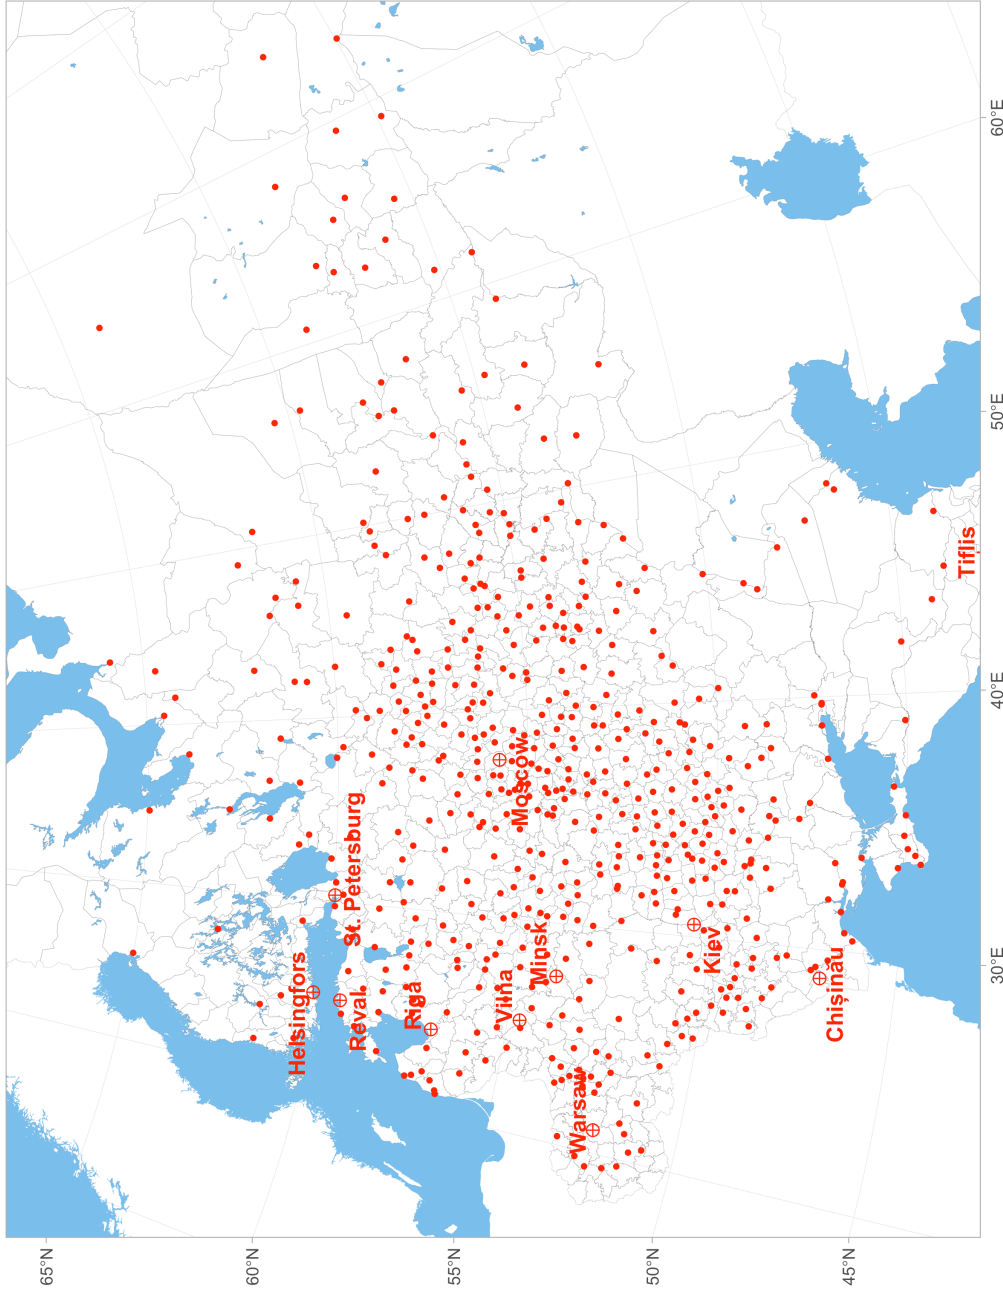 65°N
60°N
55°N
50°N
45°N
30°E
40°E
50°E
60°E
Helsingfors
St. Petersburg
Reval
Riga
Vilna
Minsk
Moscow
Warsaw
Kiev
Chișinău
Tiflis